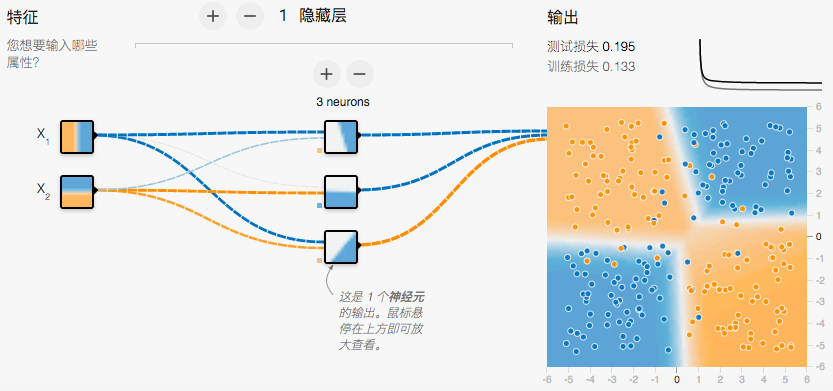 特征
您想要输入哪些
属性？
X1
X2
+ − 1 隐藏层
+ −
3 neurons
这是 1 个神经元
的输出。鼠标悬
停在上方即可放
大查看。
输出
测试损失 0.195
训练损失 0.133
6
5
4
3
2
1
0
-1
-2
-3
-4
-5
-6
-6 -5 -4 -3 -2 -1 0 1 2 3 4 5 6